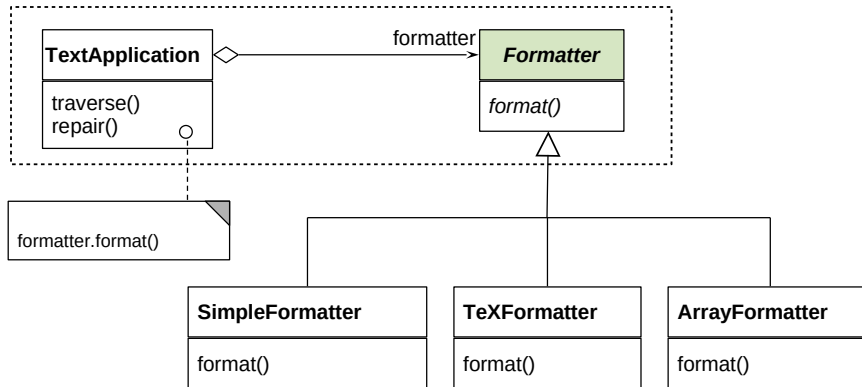 formatter
TextApplication
Formatter
traverse()
repair()
format()
formatter.format()
SimpleFormatter
TeXFormatter
ArrayFormatter
format()
format()
format()